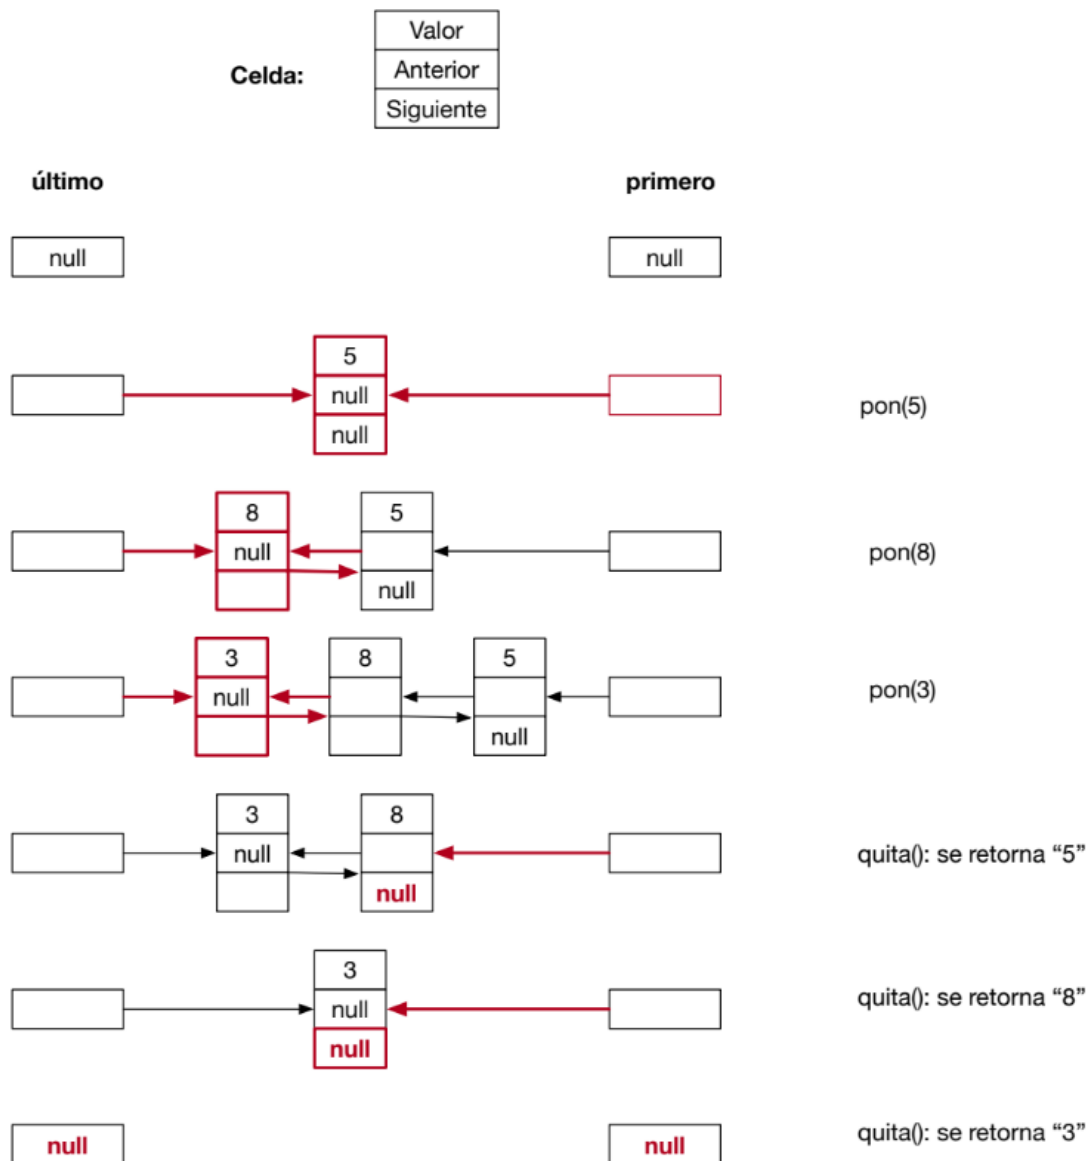 Valor
Celda:
Anterior
Siguiente
último
primero
null
null
5
null
null
pon(5)
8
5
null
null
pon(8)
3
8
5
null
null
pon(3)
3
8
null
null
quita(): se retorna “5”
3
null
null
quita(): se retorna “8”
null
null
quita(): se retorna “3”